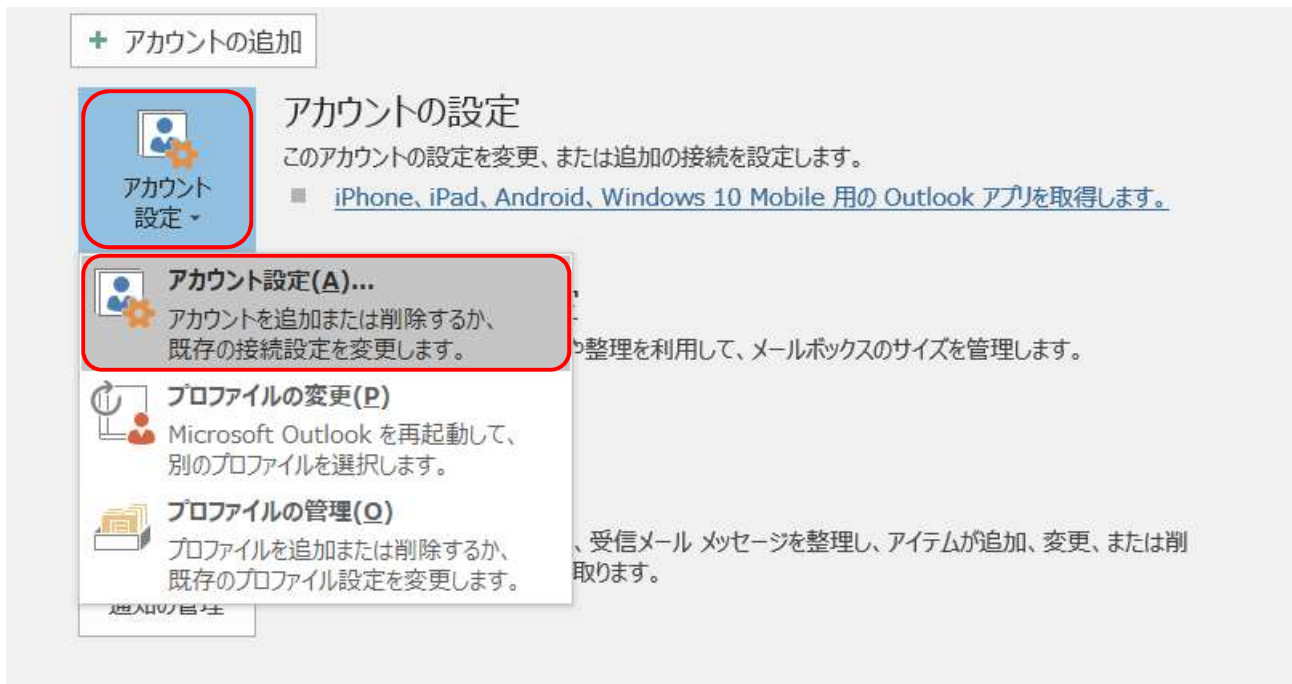 + アカウントの追加
アカウント
設定
アカウントの設定
このアカウントの設定を変更、または追加の接続を設定します。
iPhone、iPad、Android、Windows 10 Mobile 用の Outlook アプリを取得します。
アカウント設定(A)...
アカウントを追加または削除するか、
既存の接続設定を変更します。
や整理を利用して、メールボックスのサイズを管理します。
プロファイルの変更(P)
Microsoft Outlook を再起動して、
別のプロファイルを選択します。
プロファイルの管理(O)
プロファイルを追加または削除するか、
既存のプロファイル設定を変更します。
、受信メール メッセージを整理し、アイテムが追加、変更、または削
取ります。
通知の管理